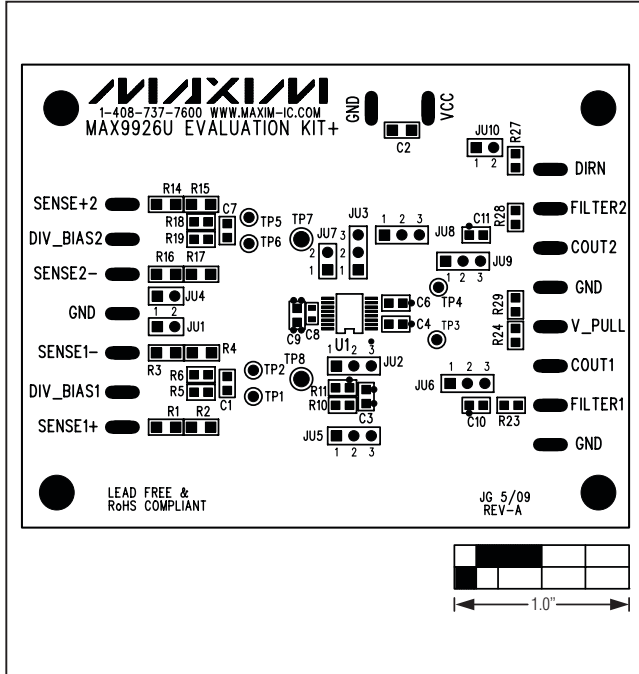 MAXIM
1-408-737-7600 WWW.MAXIM-IC.COM
MAX9926U EVALUATION KIT+
GND
VCC
C2
JU10
1 2
R27
DIRN
SENSE+2
R14 R15
R18
R19
C7
TP5
TP6
TP7
JU7
2
1
JU3
3
2
1
1 2 3
JU8
C11
R28
FILTER2
DIV_BIAS2
COUT2
SENSE2-
R16 R17
JU9
1 2 3
JU4
1 2
GND
JU1
C9
C8
U1
C6
C4
TP4
TP3
GND
R29
R24
V_PULL
SENSE1-
R3
R4
R6
R5
C1
TP2
TP1
TP8
JU2
1 2 3
R11
R10
C3
JU5
1 2 3
JU6
1 2 3
COUT1
DIV_BIAS1
C10
R23
FILTER1
SENSE1+
R1 R2
GND
LEAD FREE &
RoHS COMPLIANT
JG 5/09
REV-A
1.0"